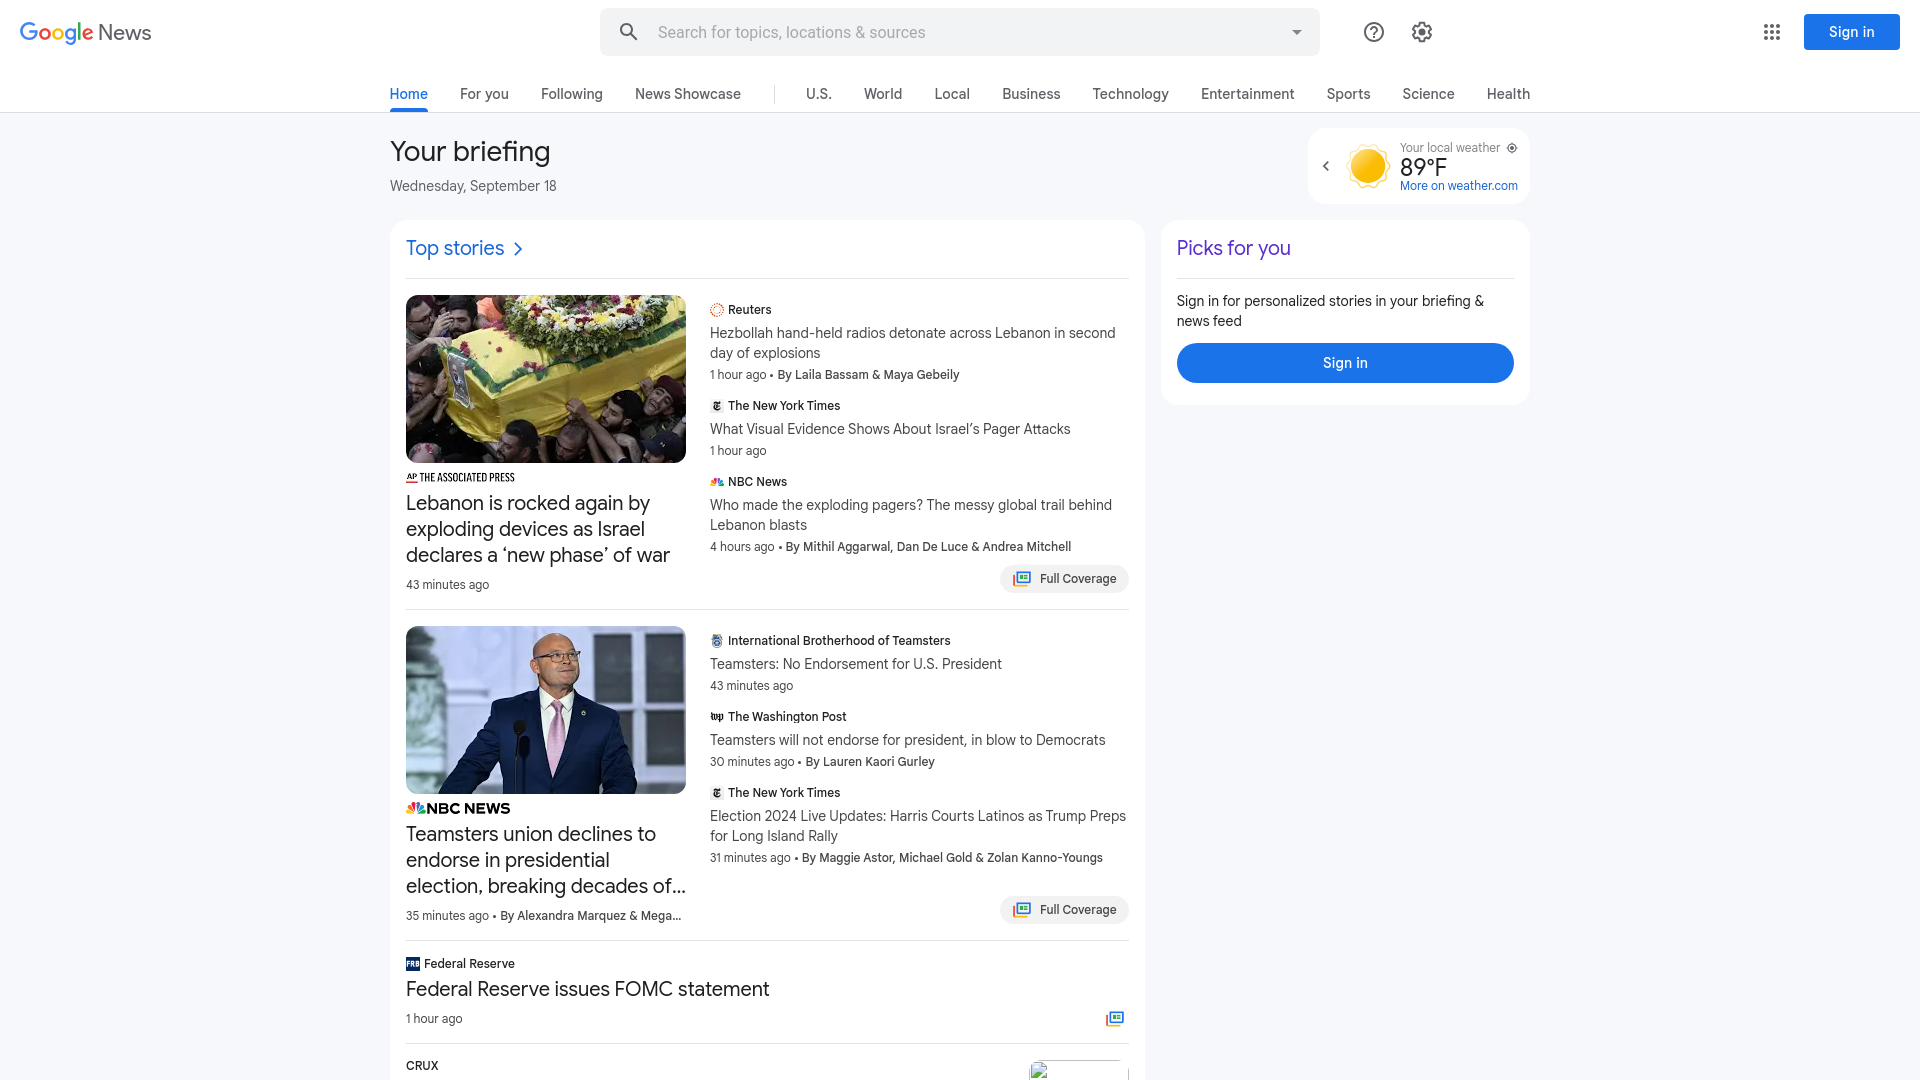 Google News
Search for topics, locations & sources
Sign in
Home
For you
Following
News Showcase
U.S.
World
Local
Business
Technology
Entertainment
Sports
Science
Health
Your briefing
Wednesday, September 18
Your local weather
89°F
More on weather.com
Top stories
AP THE ASSOCIATED PRESS
Lebanon is rocked again by
exploding devices as Israel
declares a ‘new phase’ of war
43 minutes ago
Reuters
Hezbollah hand-held radios detonate across Lebanon in second
day of explosions
1 hour ago • By Laila Bassam & Maya Gebeily
The New York Times
What Visual Evidence Shows About Israel’s Pager Attacks
1 hour ago
NBC News
Who made the exploding pagers? The messy global trail behind
Lebanon blasts
4 hours ago • By Mithil Aggarwal, Dan De Luce & Andrea Mitchell
Full Coverage
NBC NEWS
Teamsters union declines to
endorse in presidential
election, breaking decades of...
35 minutes ago • By Alexandra Marquez & Mega...
International Brotherhood of Teamsters
Teamsters: No Endorsement for U.S. President
43 minutes ago
wp The Washington Post
Teamsters will not endorse for president, in blow to Democrats
30 minutes ago • By Lauren Kaori Gurley
The New York Times
Election 2024 Live Updates: Harris Courts Latinos as Trump Preps
for Long Island Rally
31 minutes ago • By Maggie Astor, Michael Gold & Zolan Kanno-Youngs
Full Coverage
FRB Federal Reserve
Federal Reserve issues FOMC statement
1 hour ago
CRUX
Picks for you
Sign in for personalized stories in your briefing &
news feed
Sign in